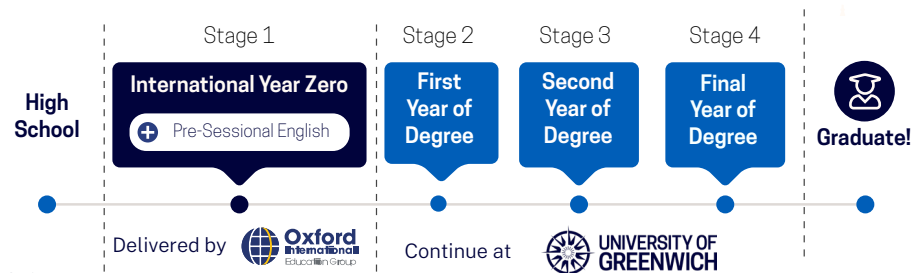 Stage 1
Stage 2
Stage 3
Stage 4
High
School
International Year Zero
Pre-Sessional English
First
Year of
Degree
Second
Year of
Degree
Final
Year of
Degree
Graduate!
Delivered by
Oxford
International
Education Group
Continue at
UNIVERSITY OF
GREENWICH